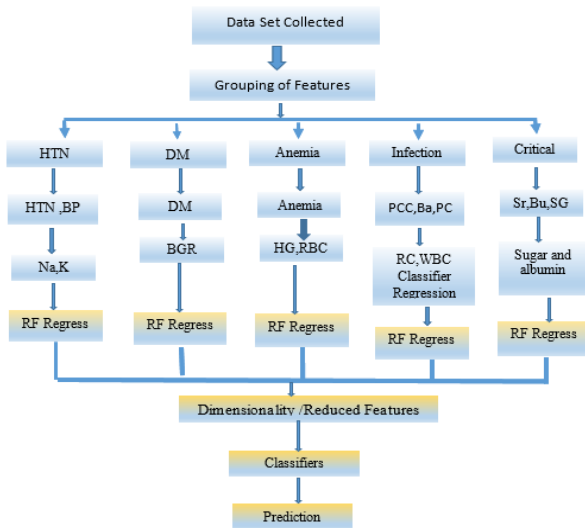 Data Set Collected
Grouping of Features
HTN
DM
Anemia
Infection
Critical
HTN ,BP
DM
Anemia
PCC,Ba,PC
Sr,Bu,SG
Na,K
BGR
HG,RBC
RC,WBC
Classifier
Regression
Sugar and
albumin
RF Regress
RF Regress
RF Regress
RF Regress
RF Regress
Dimensionality /Reduced Features
Classifiers
Prediction